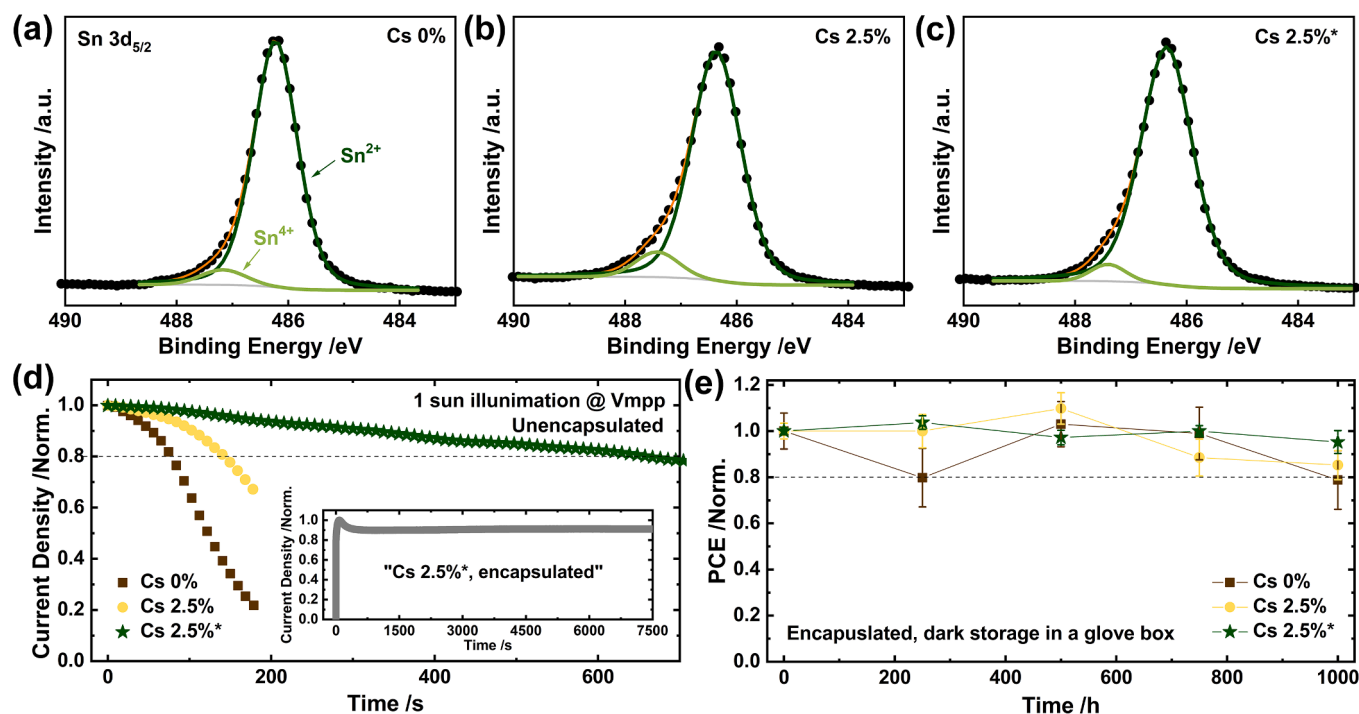 (a)
Sn 3d5/2
Cs 0%
Sn2+
Sn4+
Intensity /a.u.
490 488 486 484
Binding Energy /eV
(b)
Cs 2.5%
Intensity /a.u.
490 488 486 484
Binding Energy /eV
(c)
Cs 2.5%*
Intensity /a.u.
490 488 486 484
Binding Energy /eV
(d)
1 sun illunimation @ Vmpp
Unencapsulated
Current Density /Norm.
1.0
0.8
0.6
0.4
0.2
0.0
Cs 0%
Cs 2.5%
Cs 2.5%*
0 200 400 600
Time /s
Current Density /Norm.
1.0
0.8
0.6
0.4
0.2
0.0
"Cs 2.5%*, encapsulated"
0 1500 3000 4500 6000 7500
Time /s
(e)
PCE /Norm.
1.2
1.0
0.8
0.6
0.4
0.2
0.0
Cs 0%
Cs 2.5%
Cs 2.5%*
Encapuslated, dark storage in a glove box
0 200 400 600 800 1000
Time /h